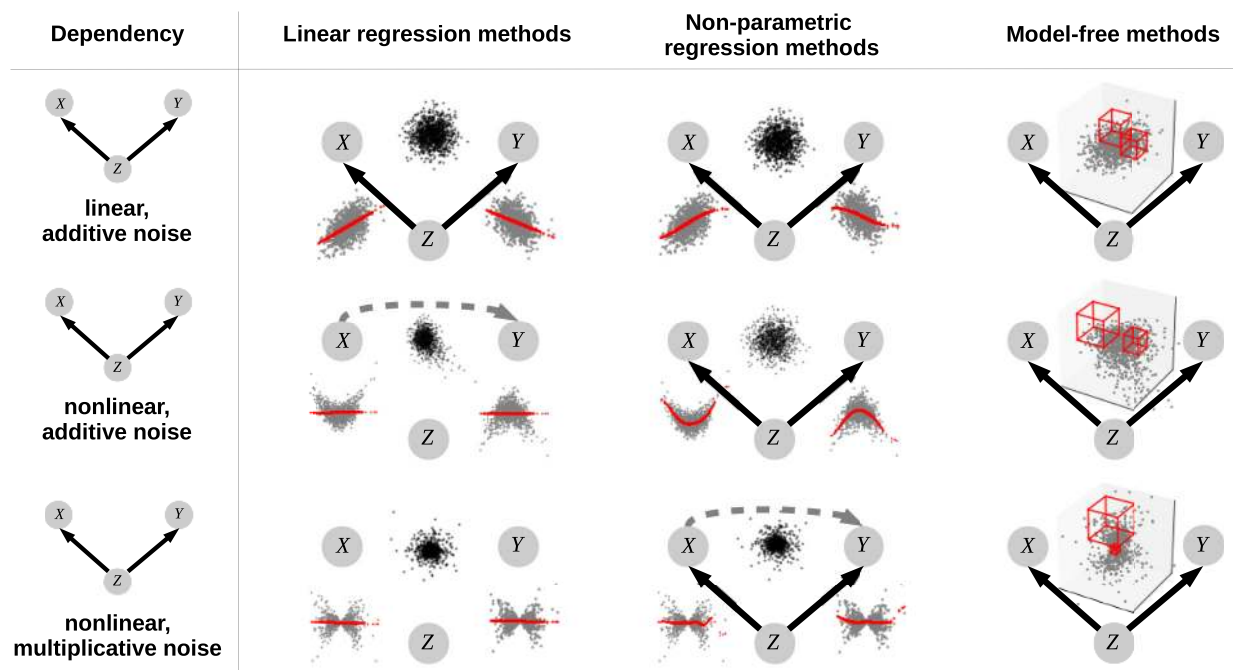 Dependency
Linear regression methods
Non-parametric
regression methods
Model-free methods
X
Y
Z
linear,
additive noise
X
Y
Z
X
Y
Z
X
Y
Z
X
Y
Z
nonlinear,
additive noise
X
Y
Z
X
Y
Z
X
Y
Z
X
Y
Z
nonlinear,
multiplicative noise
X
Y
Z
X
Y
Z
X
Y
Z